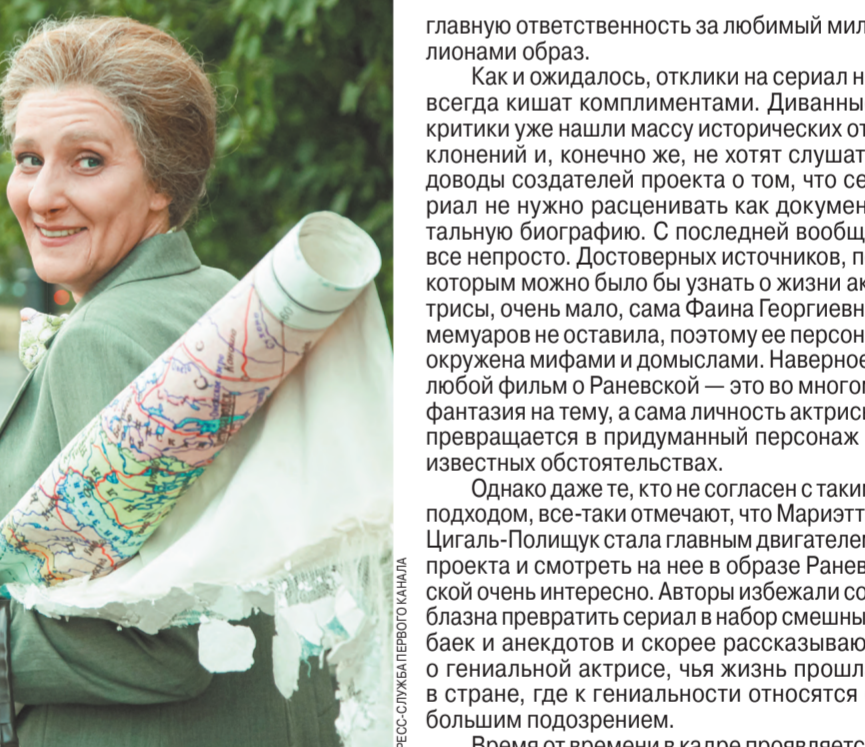 главную ответственность за любимый мил
лионами образ.
Как и ожидалось, отклики на сериал н
всегда кишат комплиментами. Диванны
критики уже нашли массу исторических от
клонений и, конечно же, не хотят слушат
доводы создателей проекта о том, что се
риал не нужно расценивать как докумен
тальную биографию. С последней вообщ
все непросто. Достоверных источников, п
которым можно было бы узнать о жизни ак
трисы, очень мало, сама Фаина Георгиевн
мемуаров не оставила, поэтому ее персон
окружена мифами и домыслами. Наверное
любой фильм о Раневской — это во многом
фантазия на тему, а сама личность актрис
превращается в придуманный персонаж
известных обстоятельствах.
Однако даже те, кто не согласен с таким
подходом, все-таки отмечают, что Мариэтт
Цигаль-Полищук стала главным двигателем
проекта и смотреть на нее в образе Ранев
ской очень интересно. Авторы избежали со
блазна превратить сериал в набор смешны
баек и анекдотов и скорее рассказываю
о гениальной актрисе, чья жизнь прошл
в стране, где к гениальности относятся
большим подозрением.
Время от времени в кадре проявляетс
РЕСС-СЛУЖБА ПЕРВОГО КАНАЛА